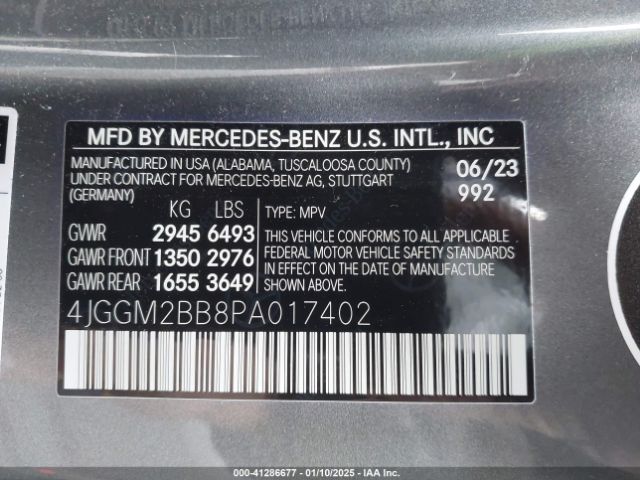 MFD BY MERCEDES-BENZ U.S. INTL., INC
MANUFACTURED IN USA (ALABAMA, TUSCALOOSA COUNTY)
UNDER CONTRACT FOR MERCEDES-BENZ AG, STUTTGART
(GERMANY)
06/23
992
KG LBS
GVWR 2945 6493
GAWR FRONT 1350 2976
GAWR REAR 1655 3649
TYPE: MPV
THIS VEHICLE CONFORMS TO ALL APPLICABLE
FEDERAL MOTOR VEHICLE SAFETY STANDARDS
IN EFFECT ON THE DATE OF MANUFACTURE
SHOWN ABOVE.
4JGGM2BB8PA017402
000-41286677 - 01/10/2025 - IAA Inc.